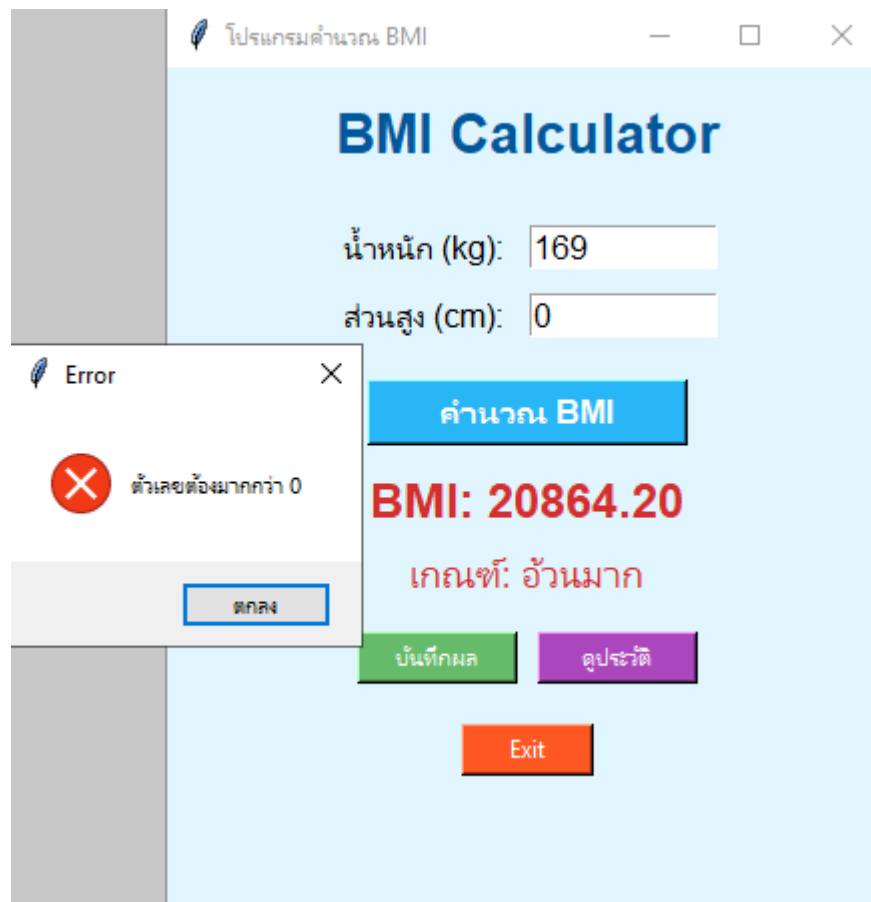 โปรแกรมคำนวณ BMI
BMI Calculator
น้ำหนัก (kg): 169
ส่วนสูง (cm): 0
Error
คำนวณ BMI
ตัวเลขต้องมากกว่า 0
BMI: 20864.20
เกณฑ์: อ้วนมาก
ตกลง
บันทึกผล ดูประวัติ
Exit